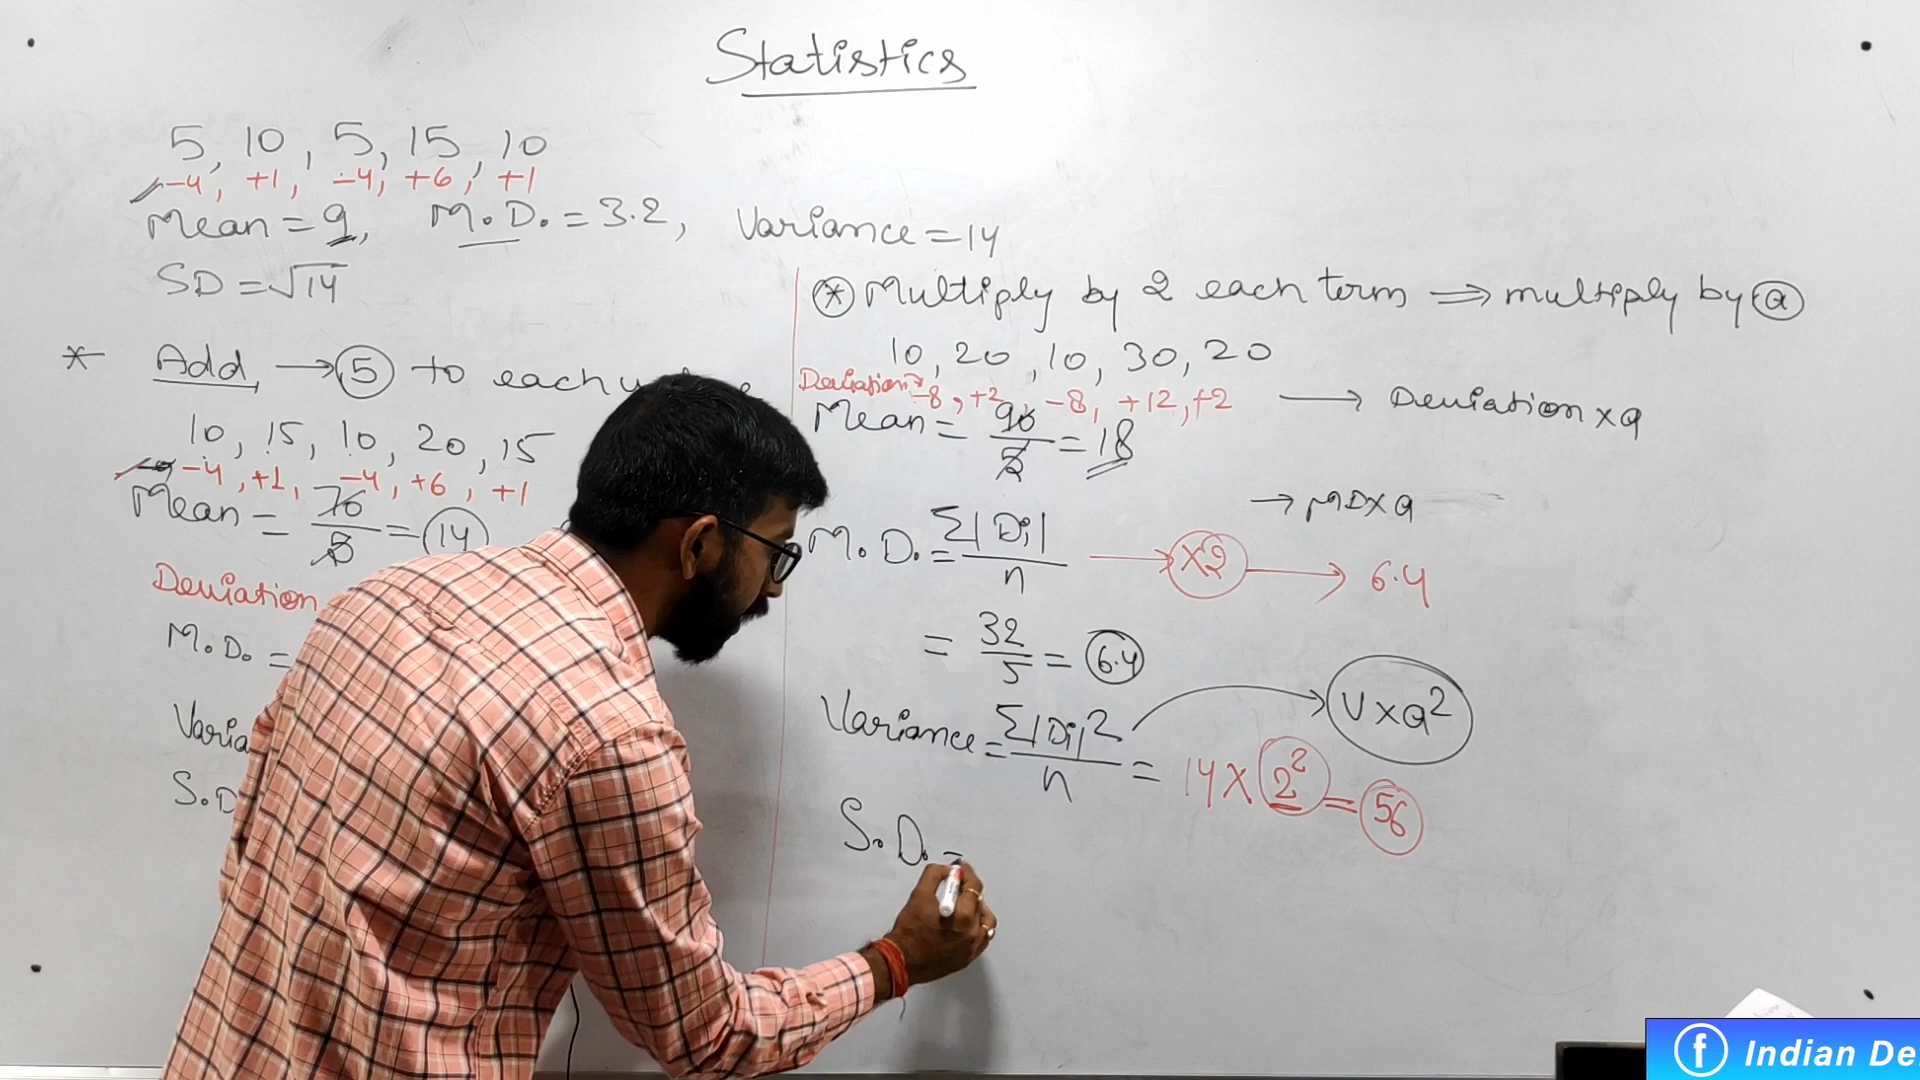 Statistics
5, 10, 5, 15, 10
-4, +1, -4, +6, +1
Mean = 9, M.D. = 3.2, Variance = 14
SD = √14
* Add → 5 to each
10, 15, 10, 20, 15
-4, +1, -4, +6, +1
Mean = 70/5 = 14
Deviation
M.D. =
Varia
S.D
* Multiply by 2 each term ⇒ multiply by a
10, 20, 10, 30, 20
Deviation → -8, +2, -8, +12, +2 → Deviation × a
Mean = 90/5 = 18
→ MD × a
M.D. = Σ|Di|/n → ×2 → 6.4
= 32/5 = 6.4
Variance = Σ|Di|²/n = 14 × 2² = 56
V × a²
S.D. =
f Indian De